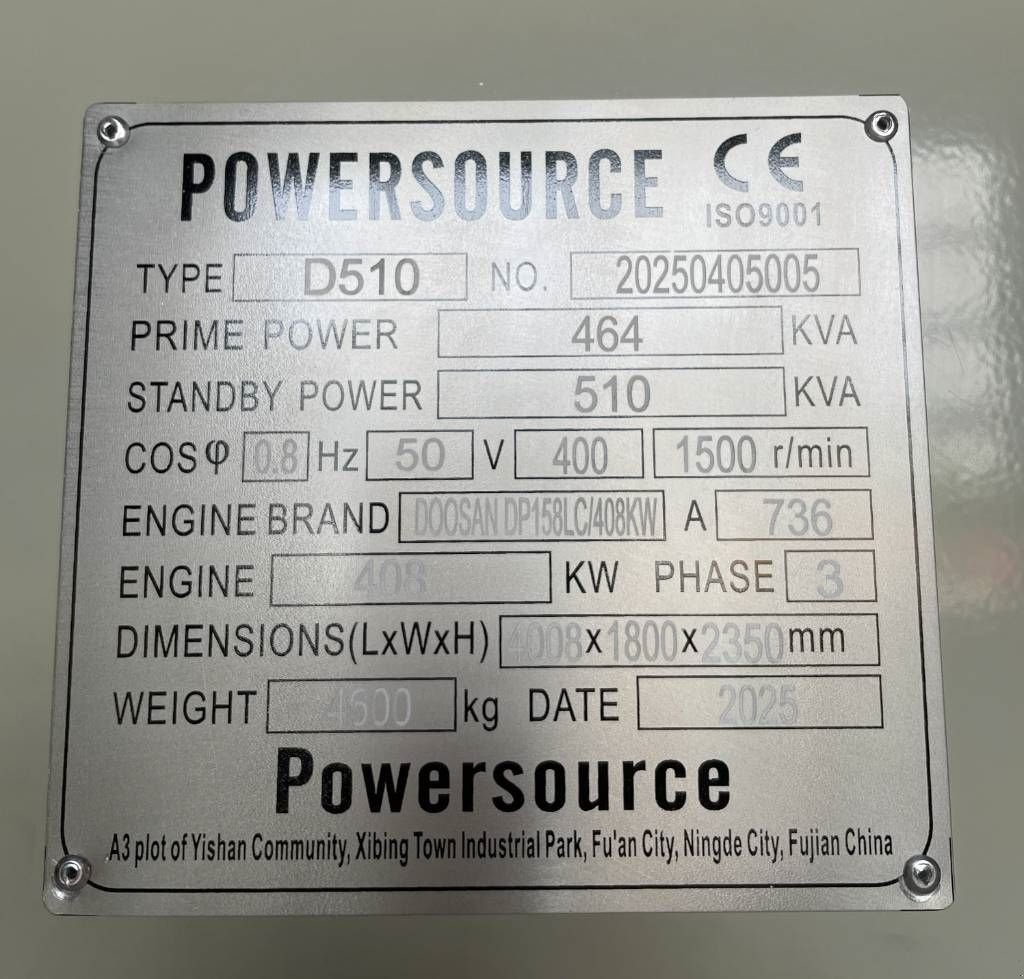 POWERSOURCE CE
ISO9001
TYPE D510 NO. 20250405005
PRIME POWER 464 KVA
STANDBY POWER 510 KVA
COSφ 0.8 Hz 50 V 400 1500 r/min
ENGINE BRAND DOOSAN DP158LC/408KW A 736
ENGINE 408 KW PHASE 3
DIMENSIONS(LxWxH) 4008x1800x2350mm
WEIGHT 4600 kg DATE 2025
Powersource
A3 plot of Yishan Community, Xibing Town Industrial Park, Fu'an City, Ningde City, Fujian China